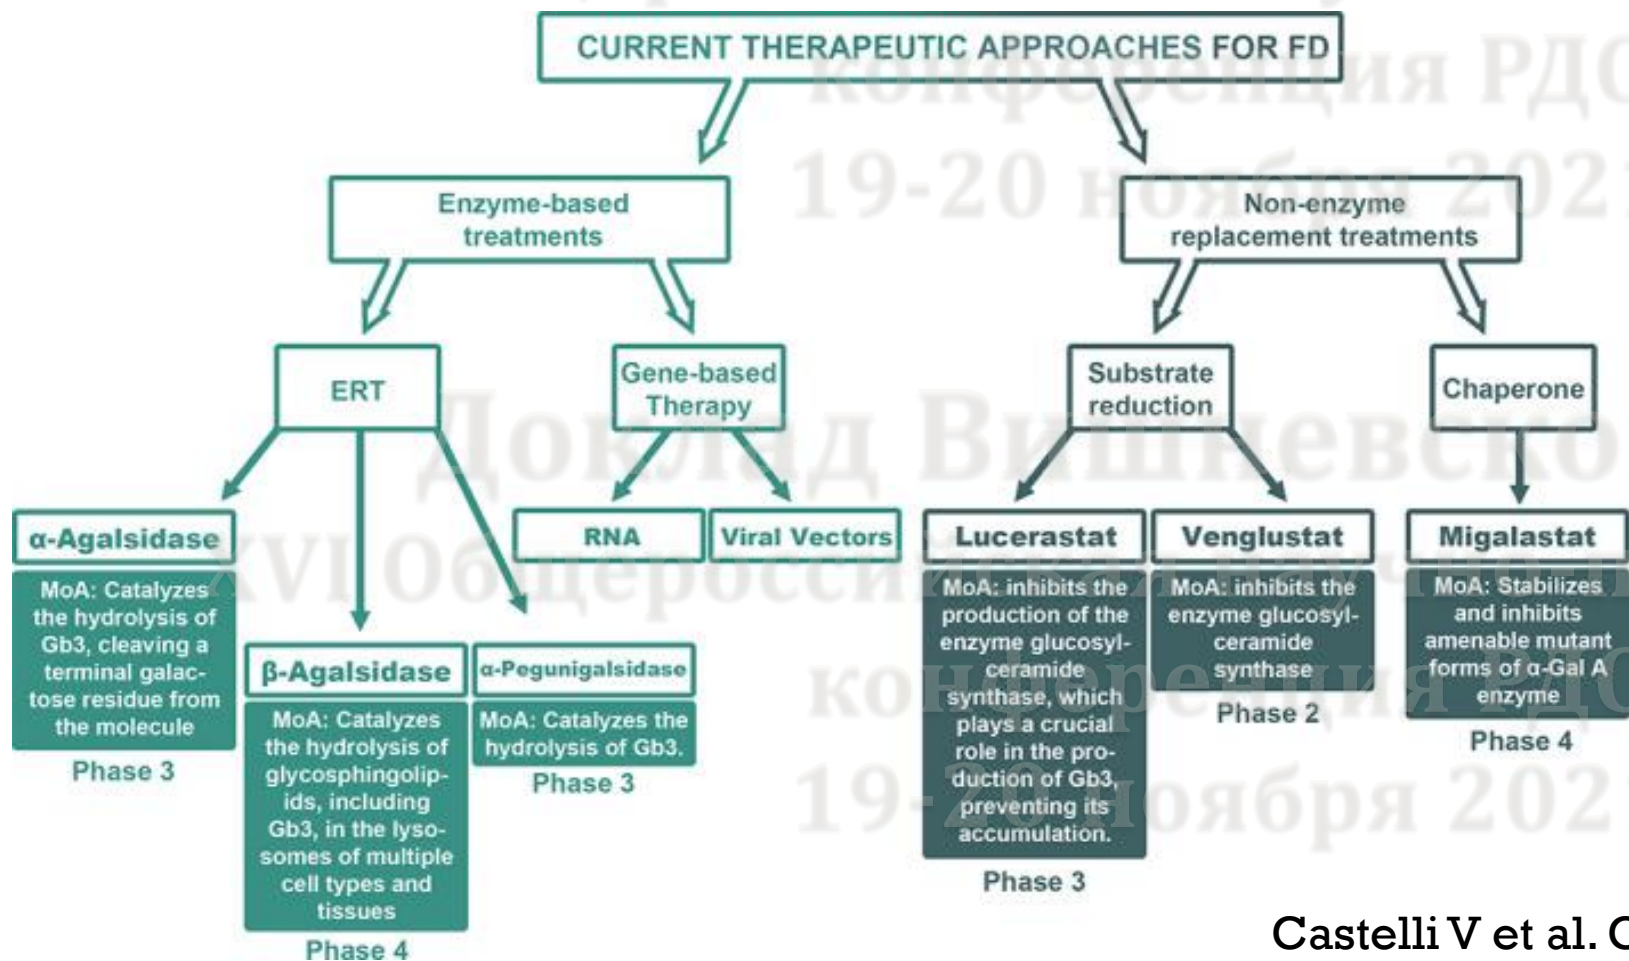 CURRENT THERAPEUTIC APPROACHES FOR FD
Enzyme-based
treatments
Non-enzyme
replacement treatments
ERT
Gene-based
Therapy
Substrate
reduction
Chaperone
α-Agalsidase
MoA: Catalyzes
the hydrolysis of
Gb3, cleaving a
terminal galac-
tose residue from
the molecule
Phase 3
β-Agalsidase
MoA: Catalyzes
the hydrolysis of
glycosphingolip-
ids, including
Gb3, in the lyso-
somes of multiple
cell types and
tissues
Phase 4
α-Pegunigalsidase
MoA: Catalyzes the
hydrolysis of Gb3.
Phase 3
RNA
Viral Vectors
Lucerastat
MoA: inhibits the
production of the
enzyme glucosyl-
ceramide
synthase, which
plays a crucial
role in the pro-
duction of Gb3,
preventing its
accumulation.
Phase 3
Venglustat
MoA: inhibits the
enzyme glucosyl-
ceramide
synthase
Phase 2
Migalastat
MoA: Stabilizes
and inhibits
amenable mutant
forms of α-Gal A
enzyme
Phase 4
Castelli V et al.
конференция РДО
19-20 ноября 2021
Доклад Вишневско
XVI Общероссийская научно-
конференция РДО
19-20 ноября 2021